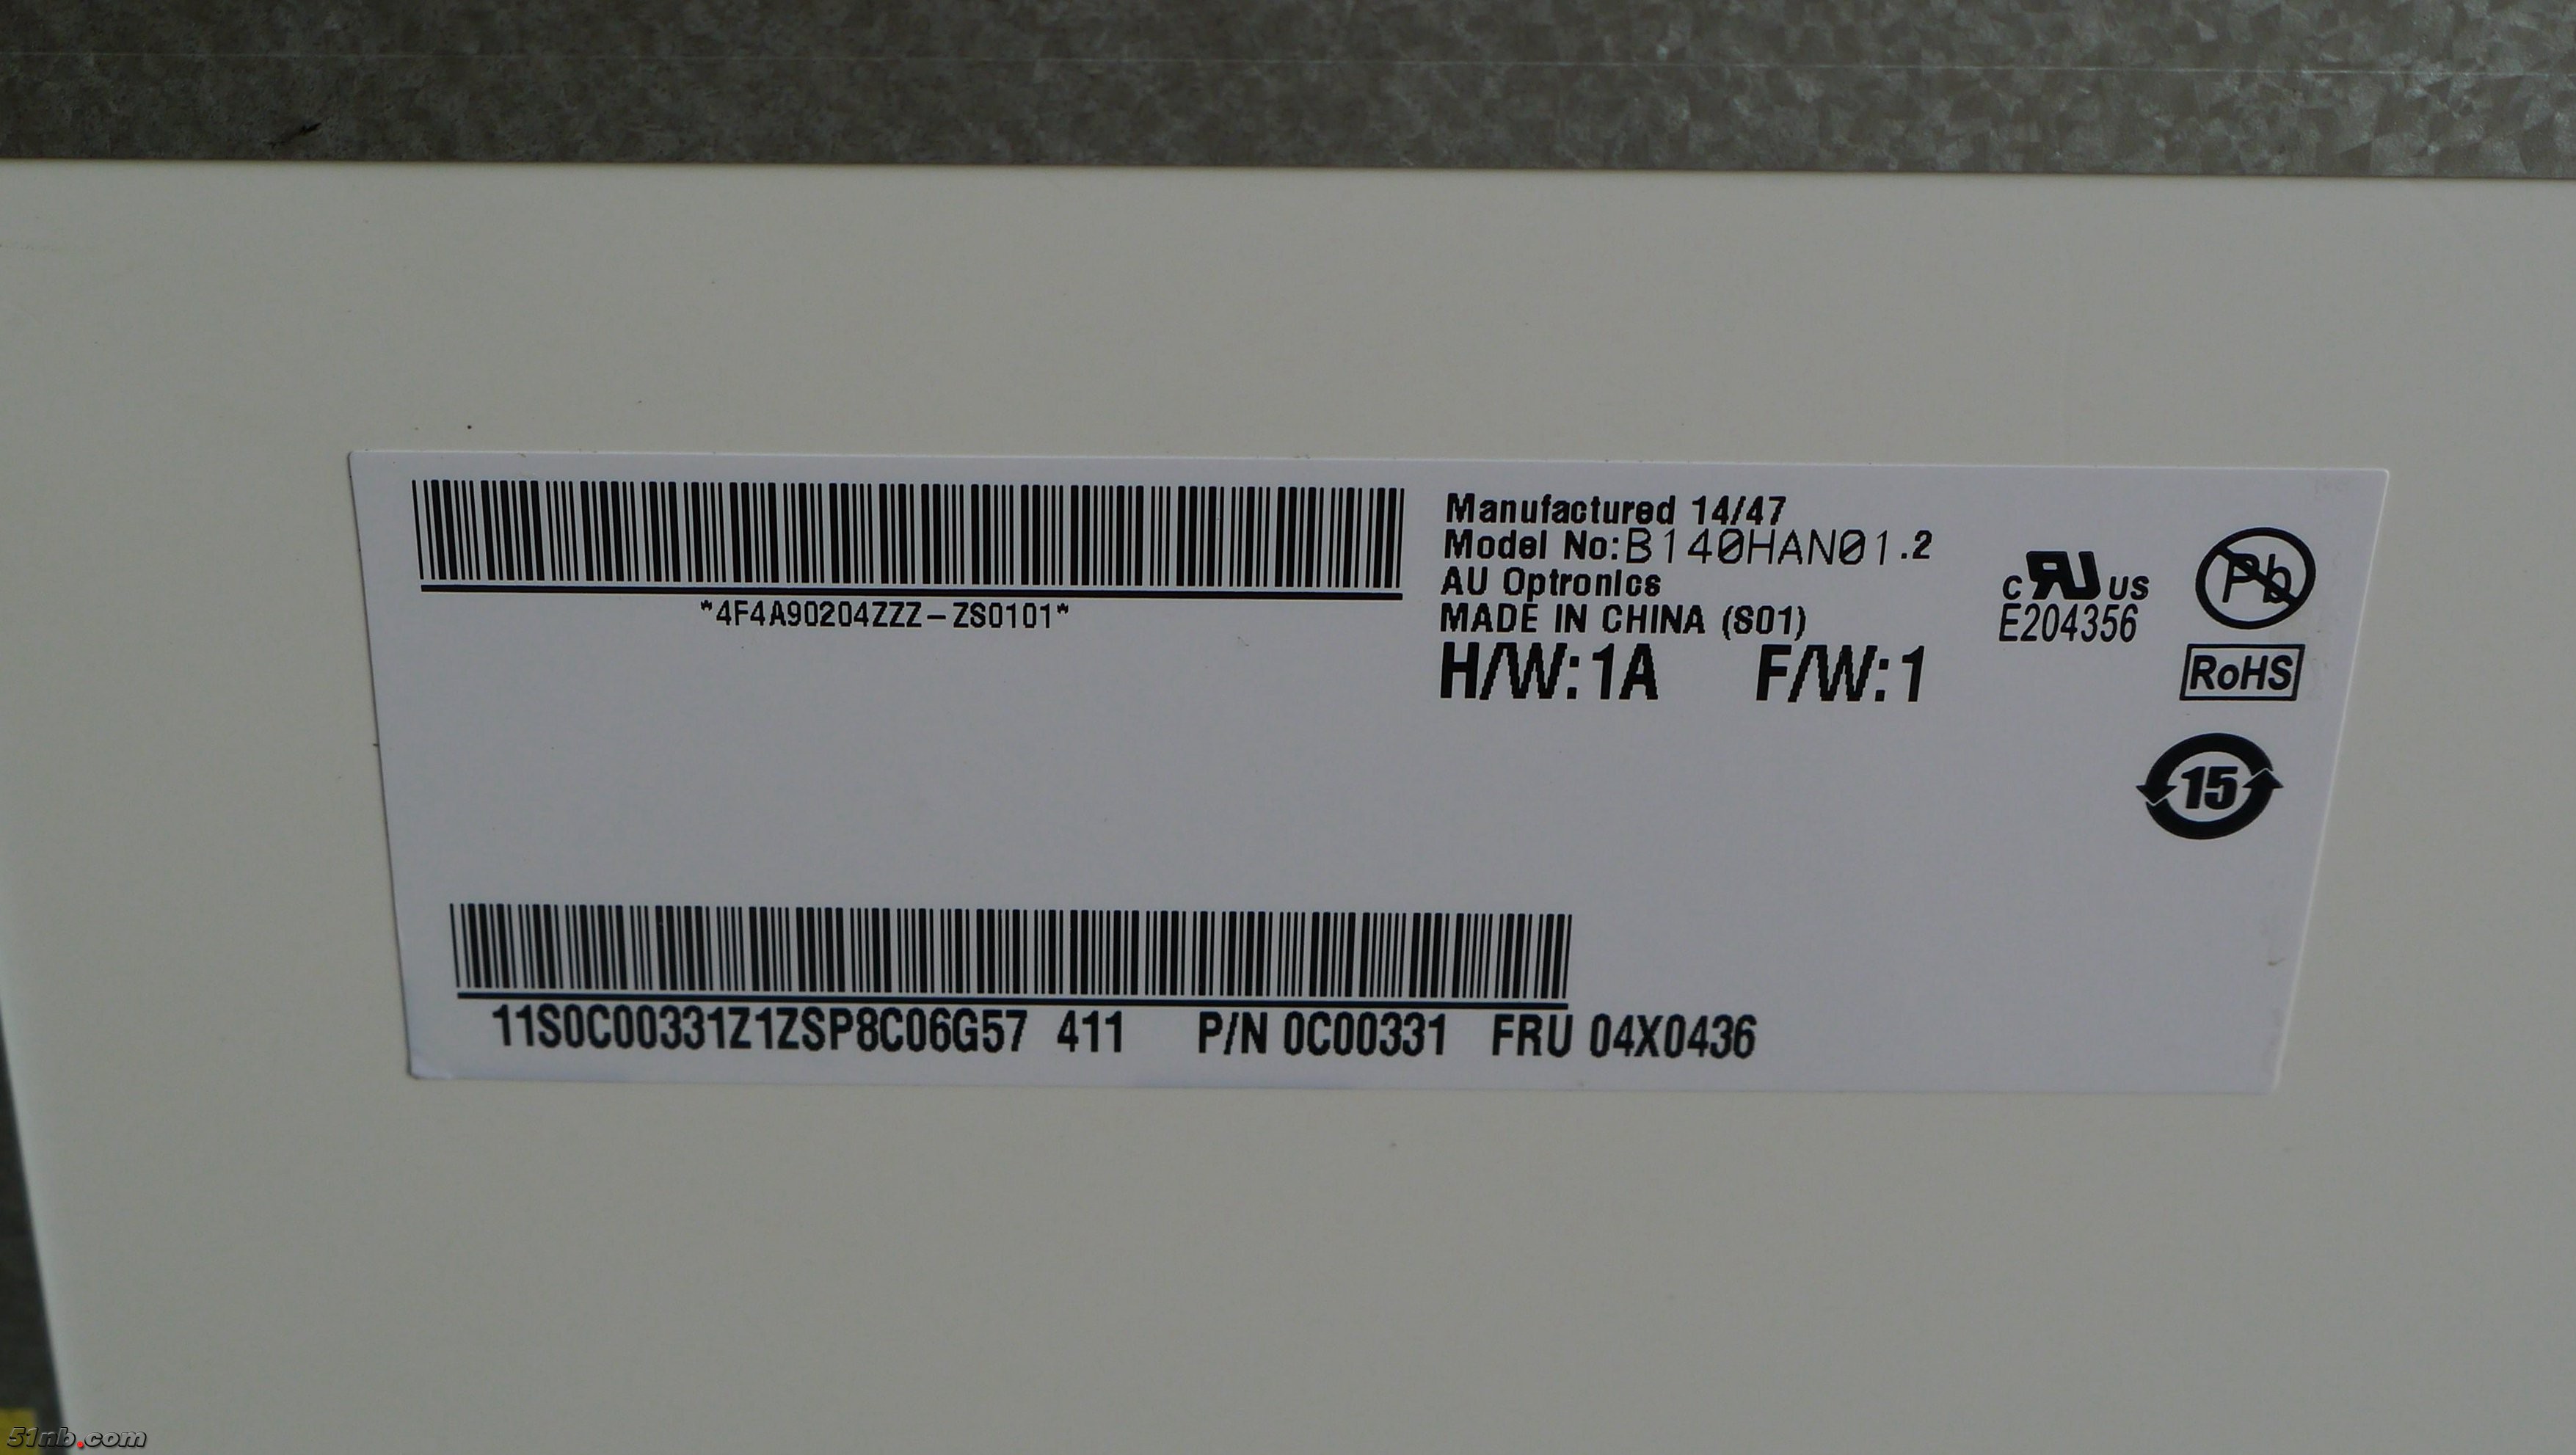 Manufactured 14/47
Model No:B140HAN01.2
AU Optronics
MADE IN CHINA (S01)
H/W:1A F/W:1
*4F4A90204ZZZ-ZS0101*
c RU US
E204356
Pb
RoHS
15
11S0C00331Z1ZSP8C06G57 411 P/N 0C00331 FRU 04X0436
51nb.com